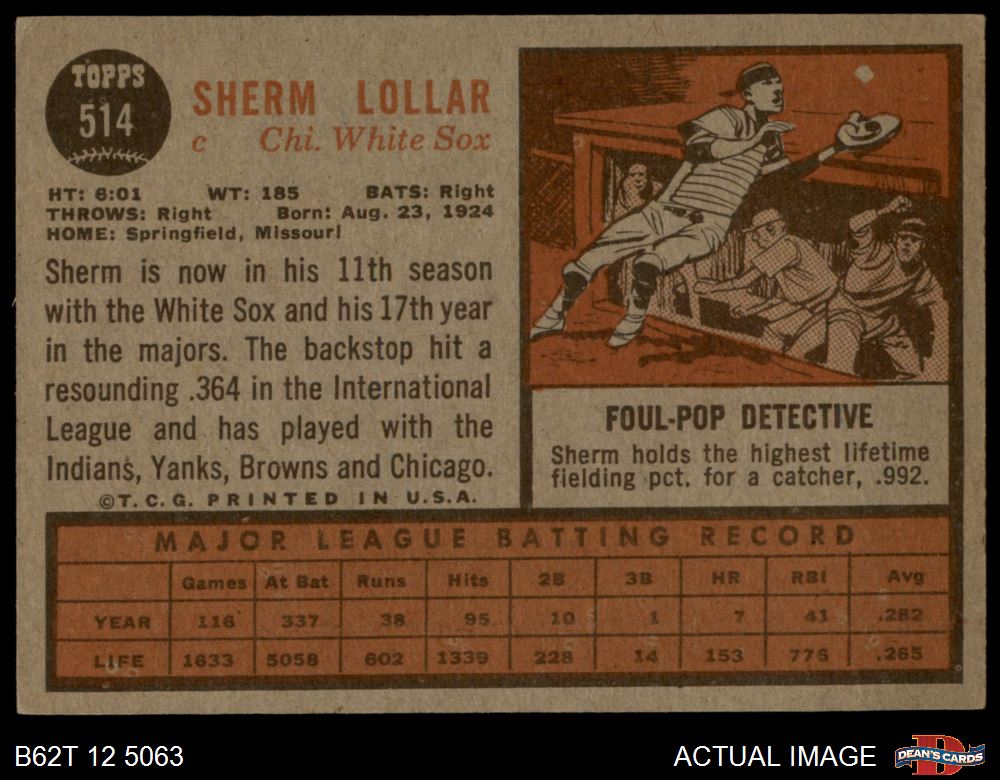 TOPPS
514
SHERM LOLLAR
c Chi. White Sox
HT: 6:01 WT: 185 BATS: Right
THROWS: Right Born: Aug. 23, 1924
HOME: Springfield, Missouri
Sherm is now in his 11th season
with the White Sox and his 17th year
in the majors. The backstop hit a
resounding .364 in the International
League and has played with the
Indians, Yanks, Browns and Chicago.
©T.C.G. PRINTED IN U.S.A.
FOUL-POP DETECTIVE
Sherm holds the highest lifetime
fielding pct. for a catcher, .992.
MAJOR LEAGUE BATTING RECORD
Games At Bat Runs Hits 2B 3B HR RBI Avg
YEAR 116 337 38 95 10 1 7 41 .282
LIFE 1633 5058 602 1339 228 14 153 776 .265
B62T 12 5063
ACTUAL IMAGE
D
DEAN'S CARDS